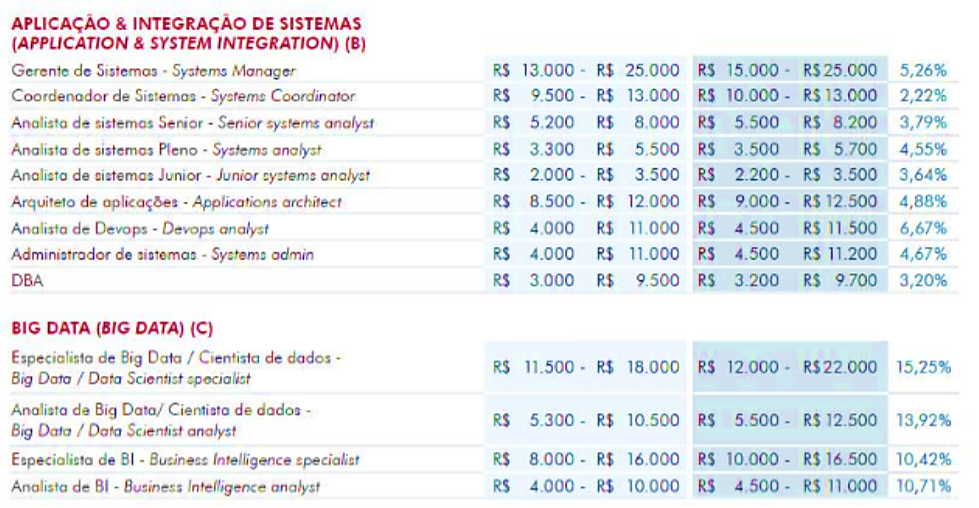 APLICAÇÃO & INTEGRAÇÃO DE SISTEMAS
(APPLICATION & SYSTEM INTEGRATION) (B)
Gerente de Sistemas - Systems Manager R$ 13.000 - R$ 25.000 R$ 15.000 - R$ 25.000 5,26%
Coordenador de Sistemas - Systems Coordinator R$ 9.500 - R$ 13.000 R$ 10.000 - R$ 13.000 2,22%
Analista de sistemas Senior - Senior systems analyst R$ 5.200 R$ 8.000 R$ 5.500 R$ 8.200 3,79%
Analista de sistemas Pleno - Systems analyst R$ 3.300 R$ 5.500 R$ 3.500 R$ 5.700 4,55%
Analista de sistemas Junior - Junior systems analyst R$ 2.000 - R$ 3.500 R$ 2.200 - R$ 3.500 3,64%
Arquiteto de aplicações - Applications architect R$ 8.500 - R$ 12.000 R$ 9.000 - R$ 12.500 4,88%
Analista de Devops - Devops analyst R$ 4.000 R$ 11.000 R$ 4.500 R$ 11.500 6,67%
Administrador de sistemas - Systems admin R$ 4.000 R$ 11.000 R$ 4.500 R$ 11.200 4,67%
DBA R$ 3.000 R$ 9.500 R$ 3.200 R$ 9.700 3,20%
BIG DATA (BIG DATA) (C)
Especialista de Big Data / Cientista de dados -
Big Data / Data Scientist specialist R$ 11.500 - R$ 18.000 R$ 12.000 - R$ 22.000 15,25%
Analista de Big Data/ Cientista de dados -
Big Data / Data Scientist analyst R$ 5.300 - R$ 10.500 R$ 5.500 - R$ 12.500 13,92%
Especialista de BI - Business Intelligence specialist R$ 8.000 - R$ 16.000 R$ 10.000 - R$ 16.500 10,42%
Analista de BI - Business Intelligence analyst R$ 4.000 - R$ 10.000 R$ 4.500 - R$ 11.000 10,71%